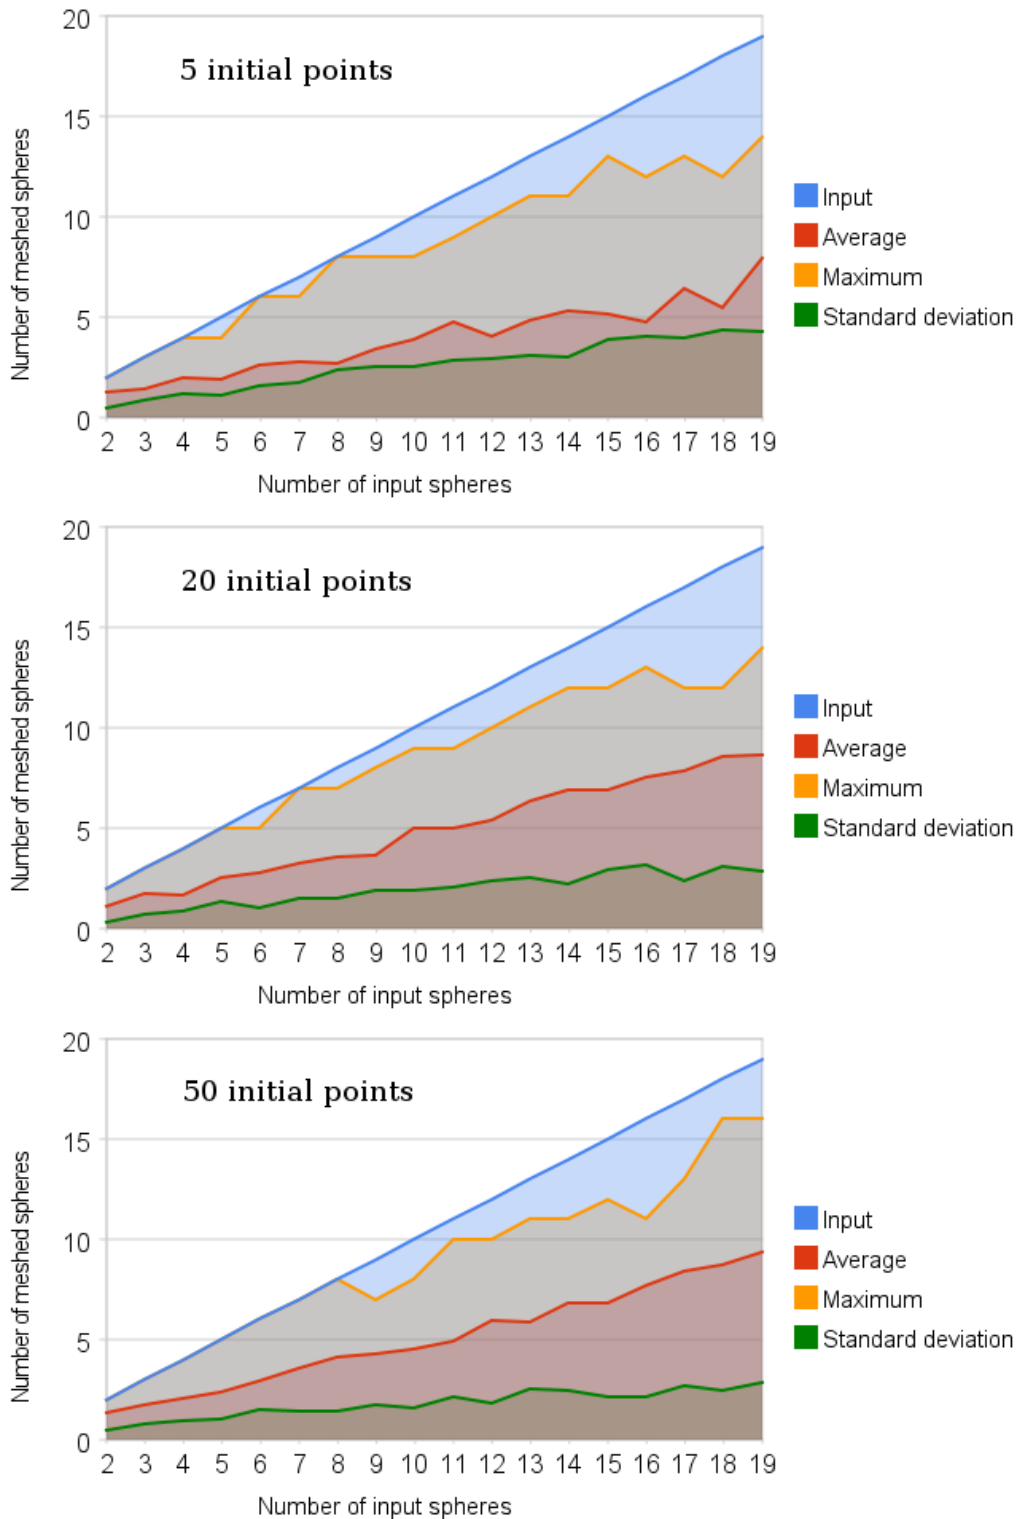 20
5 initial points
15
10
5
0
Number of meshed spheres
2 3 4 5 6 7 8 9 10 11 12 13 14 15 16 17 18 19
Number of input spheres
Input
Average
Maximum
Standard deviation
20
20 initial points
15
10
5
0
Number of meshed spheres
2 3 4 5 6 7 8 9 10 11 12 13 14 15 16 17 18 19
Number of input spheres
Input
Average
Maximum
Standard deviation
20
50 initial points
15
10
5
0
Number of meshed spheres
2 3 4 5 6 7 8 9 10 11 12 13 14 15 16 17 18 19
Number of input spheres
Input
Average
Maximum
Standard deviation